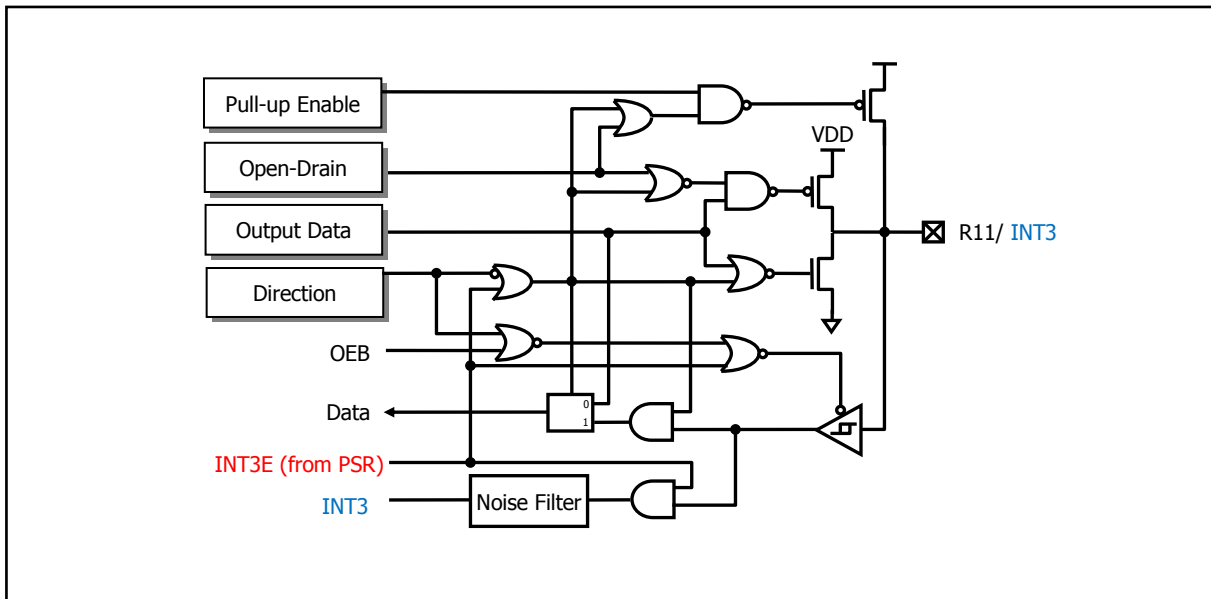 Pull-up Enable
VDD
Open-Drain
Output Data
R11/ INT3
Direction
OEB
0
Data
1
INT3E (from PSR)
INT3
Noise Filter